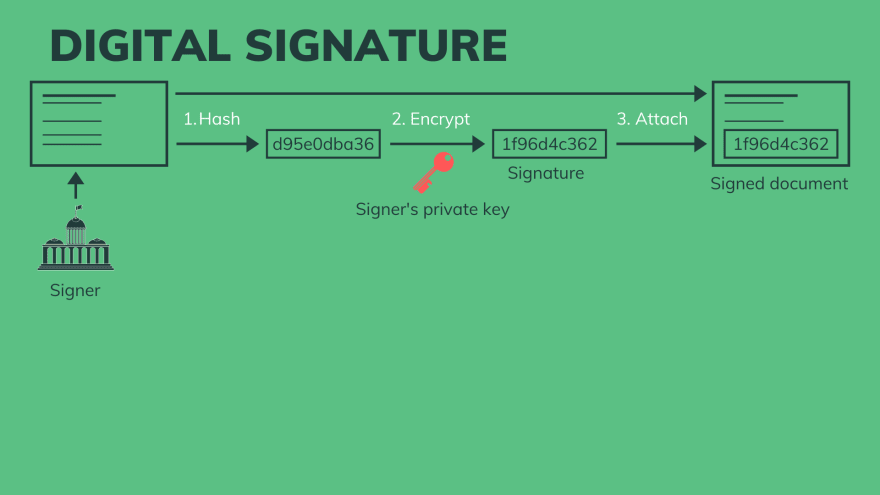 DIGITAL SIGNATURE
1.Hash
2. Encrypt
3. Attach
d95e0dba36
1f96d4c362
1f96d4c362
Signature
Signed document
Signer's private key
Signer